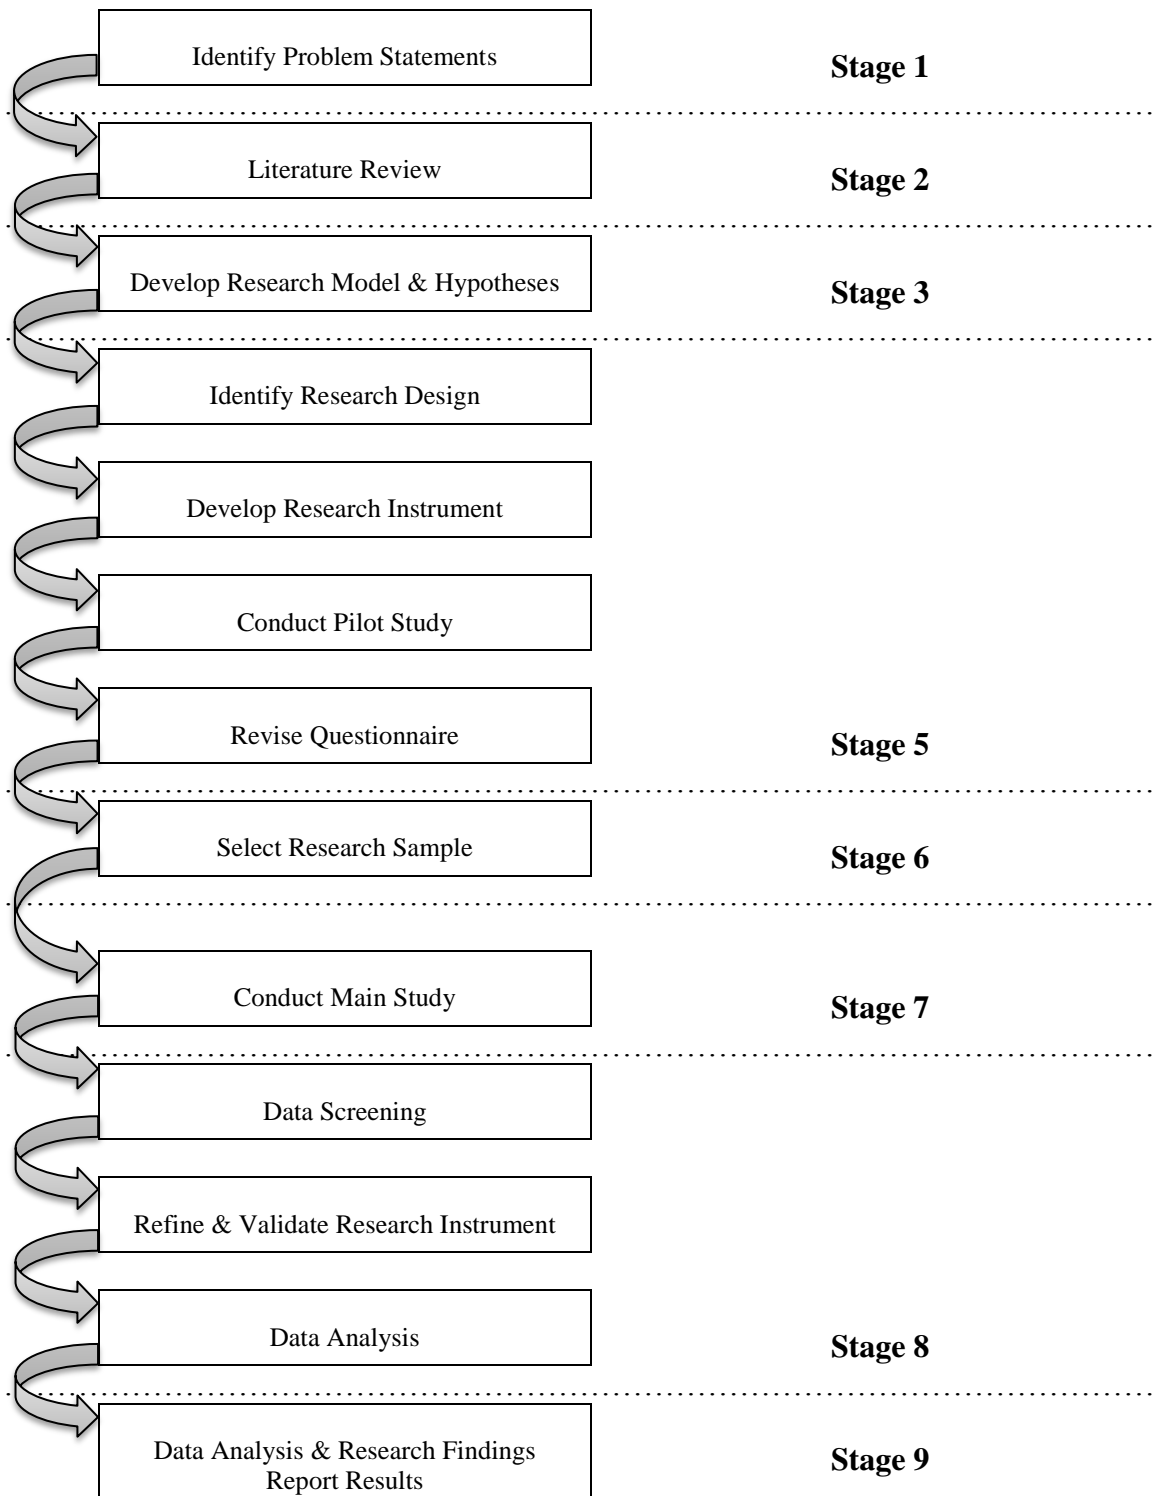 Identify Problem Statements
Stage 1
Literature Review
Stage 2
Develop Research Model & Hypotheses
Stage 3
Identify Research Design
Develop Research Instrument
Conduct Pilot Study
Revise Questionnaire
Stage 5
Select Research Sample
Stage 6
Conduct Main Study
Stage 7
Data Screening
Refine & Validate Research Instrument
Data Analysis
Stage 8
Data Analysis & Research Findings
Report Results
Stage 9